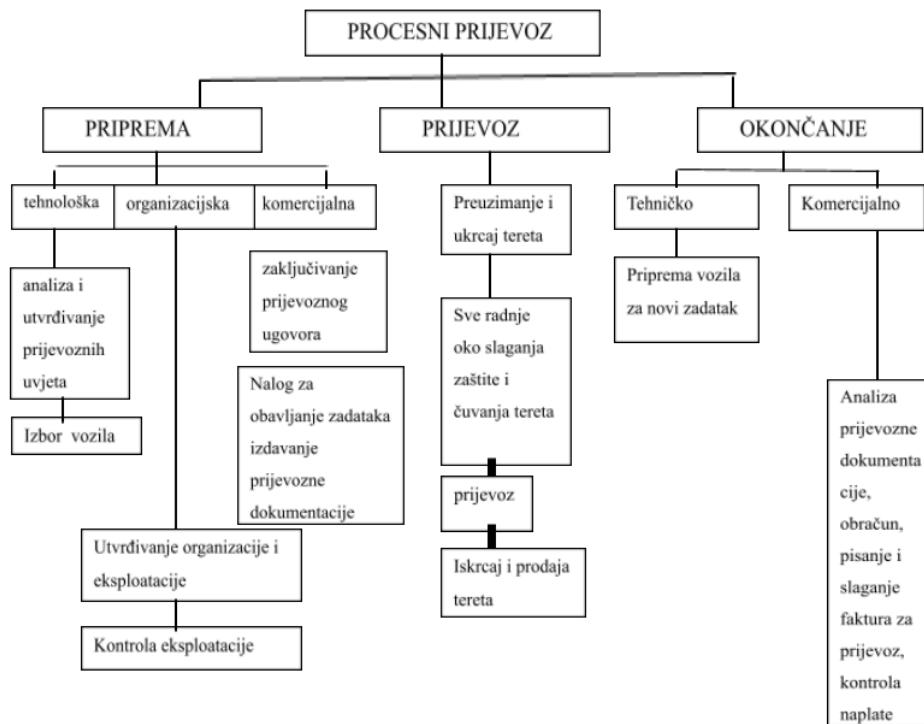 PROCESNI PRIJEVOZ
PRIPREMA
PRIJEVOZ
OKONČANJE
tehnološka
organizacijska
komercijalna
Preuzimanje i
ukrcaj tereta
Tehničko
Komercijalno
analiza i
utvrđivanje
prijevoznih
uvjeta
Izbor vozila
zaključivanje
prijevoznog
ugovora
Nalog za
obavljanje zadataka
izdavanje
prijevozne
dokumentacije
Utvrđivanje organizacije i
eksploatacije
Kontrola eksploatacije
Sve radnje
oko slaganja
zaštite i
čuvanja tereta
prijevoz
Iskrcaj i prodaja
tereta
Priprema vozila
za novi zadatak
Analiza
prijevozne
dokumenta
cije,
obračun,
pisanje i
slaganje
faktura za
prijevoz,
kontrola
naplate